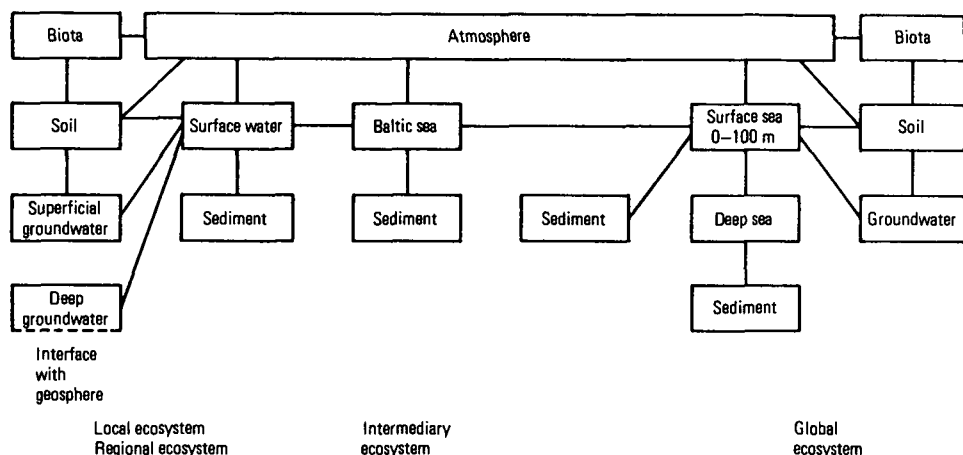 Biota
Atmosphere
Biota
Soil
Surface water
Baltic sea
Surface sea
0–100 m
Soil
Superficial
groundwater
Sediment
Sediment
Sediment
Deep sea
Groundwater
Deep
groundwater
Sediment
Interface
with
geosphere
Local ecosystem
Regional ecosystem
Intermediary
ecosystem
Global
ecosystem